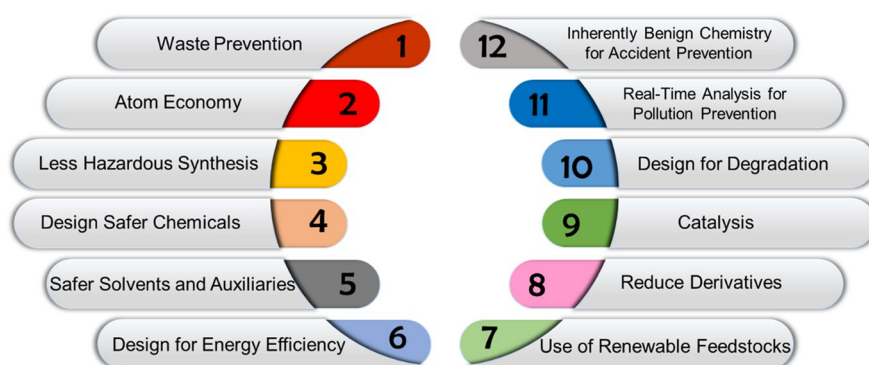 Waste Prevention 1
Atom Economy 2
Less Hazardous Synthesis 3
Design Safer Chemicals 4
Safer Solvents and Auxiliaries 5
Design for Energy Efficiency 6
12 Inherently Benign Chemistry
for Accident Prevention
11 Real-Time Analysis for
Pollution Prevention
10 Design for Degradation
9 Catalysis
8 Reduce Derivatives
7 Use of Renewable Feedstocks